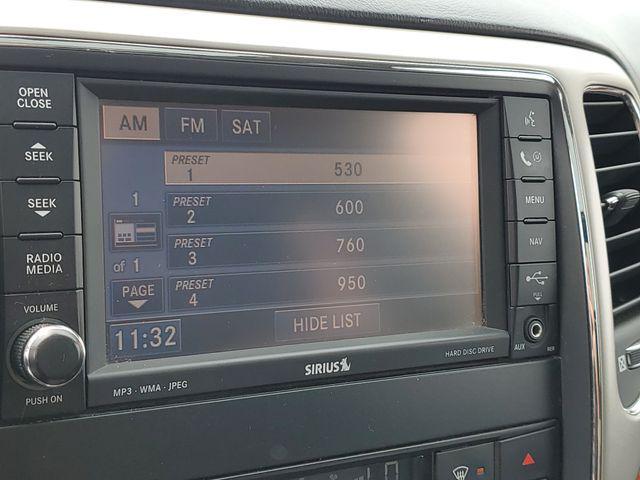 OPEN
CLOSE
SEEK
SEEK
RADIO
MEDIA
VOLUME
PUSH ON
AM FM SAT
PRESET
1 530
PRESET
2 600
PRESET
3 760
PRESET
4 950
1
of 1
PAGE
11:32
HIDE LIST
MP3 · WMA · JPEG
SIRIUS
HARD DISC DRIVE
MENU
NAV
PULL
AUX